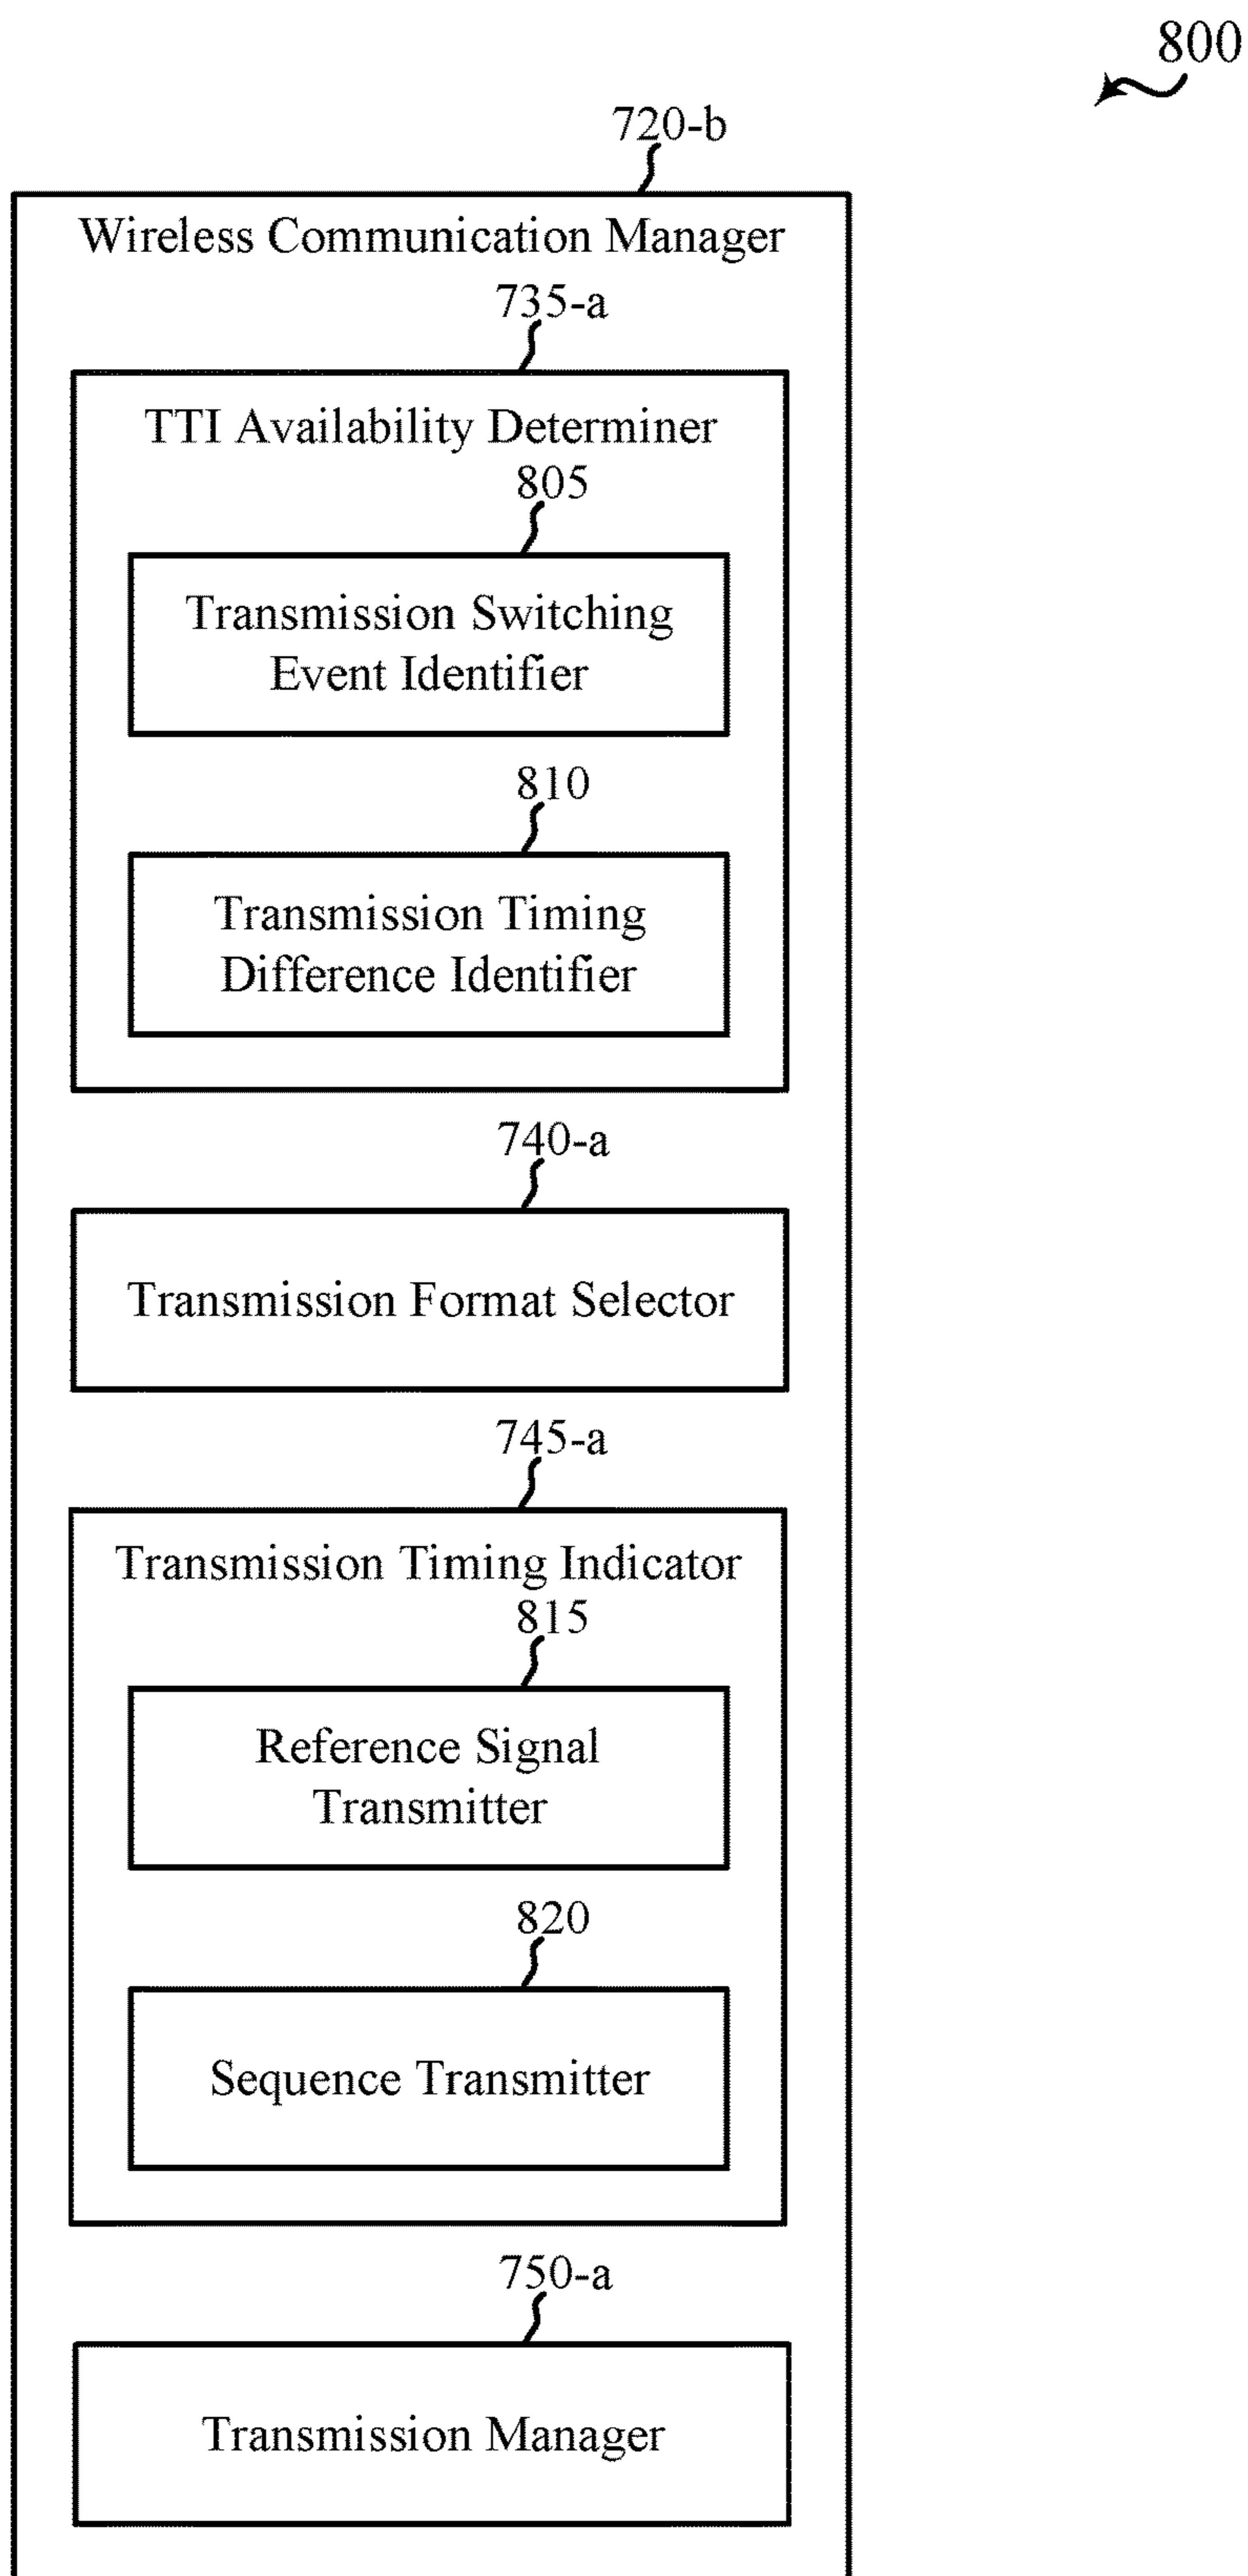 800
720-b
Wireless Communication Manager
735-a
TTI Availability Determiner
805
Transmission Switching
Event Identifier
810
Transmission Timing
Difference Identifier
740-a
Transmission Format Selector
745-a
Transmission Timing Indicator
815
Reference Signal
Transmitter
820
Sequence Transmitter
750-a
Transmission Manager